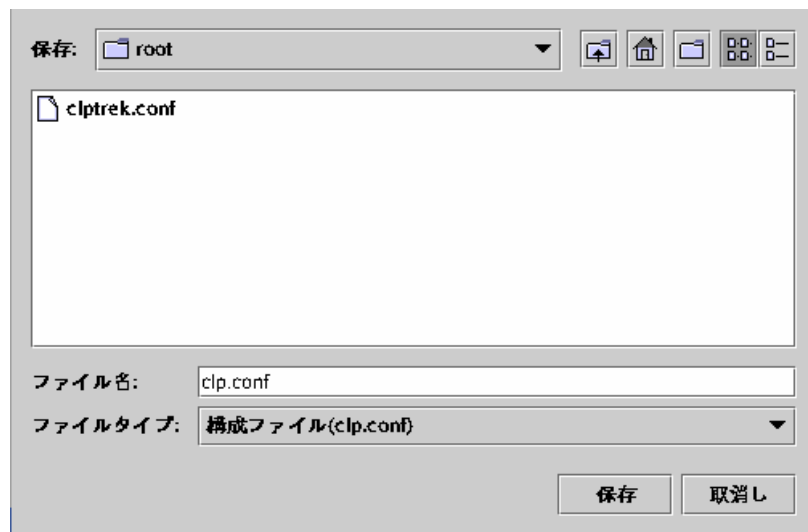 保存: root
clptrek.conf
ファイル名: clp.conf
ファイルタイプ: 構成ファイル(clp.conf)
保存 取消し